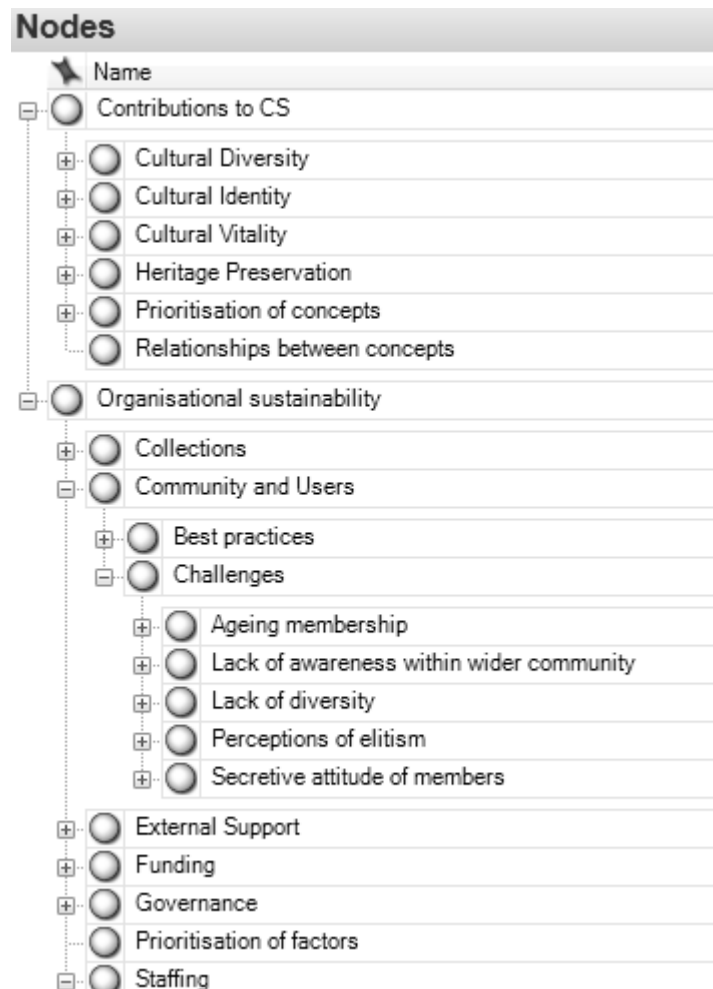 Nodes
Name
Contributions to CS
Cultural Diversity
Cultural Identity
Cultural Vitality
Heritage Preservation
Prioritisation of concepts
Relationships between concepts
Organisational sustainability
Collections
Community and Users
Best practices
Challenges
Ageing membership
Lack of awareness within wider community
Lack of diversity
Perceptions of elitism
Secretive attitude of members
External Support
Funding
Governance
Prioritisation of factors
Staffing